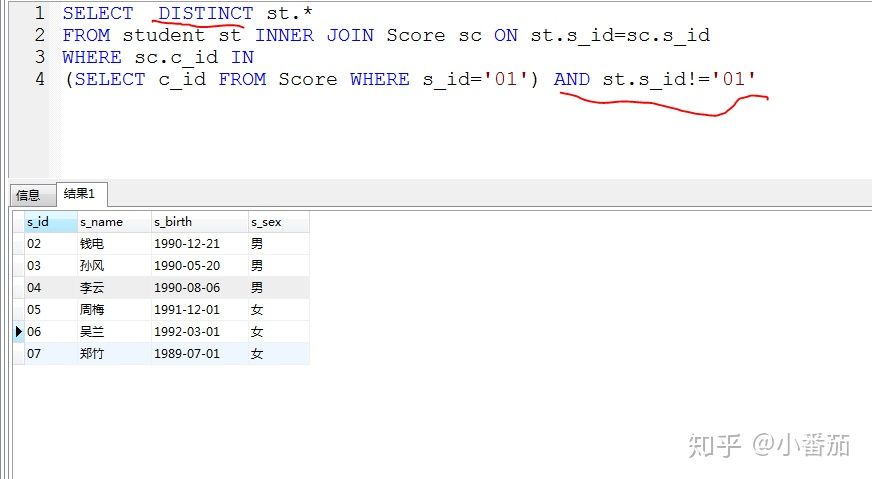 1 SELECT  DISTINCT st.*
2 FROM student st INNER JOIN Score sc ON st.s_id=sc.s_id
3 WHERE sc.c_id IN
4 (SELECT c_id FROM Score WHERE s_id='01') AND st.s_id!='01'
信息 结果1
s_id s_name s_birth s_sex
02 钱电 1990-12-21 男
03 孙风 1990-05-20 男
04 李云 1990-08-06 男
05 周梅 1991-12-01 女
06 吴兰 1992-03-01 女
07 郑竹 1989-07-01 女
知乎 @小番茄